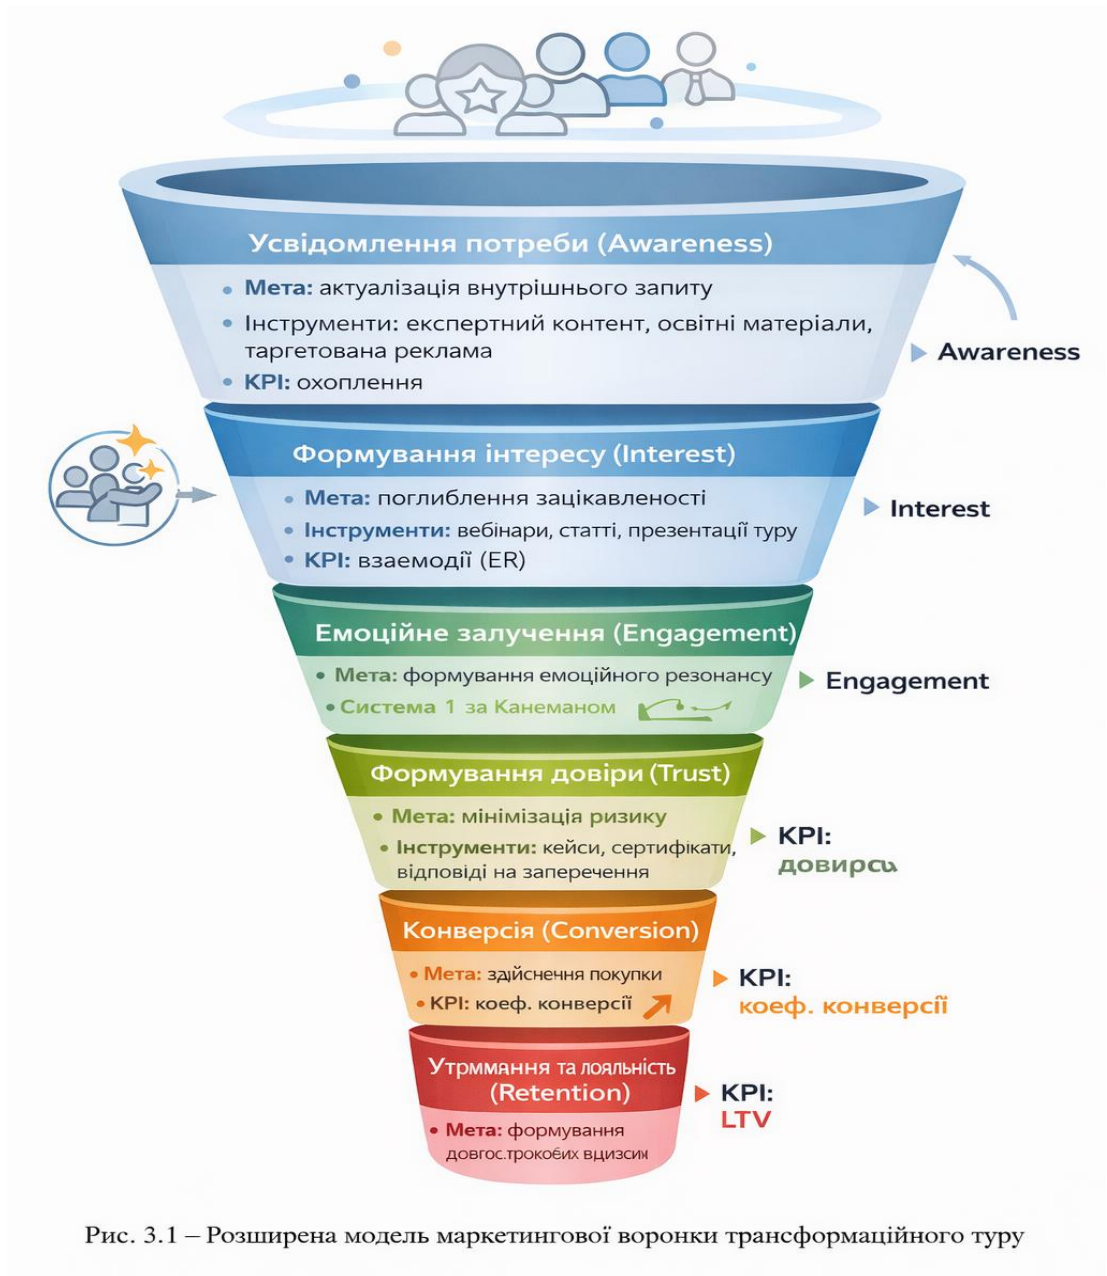 Усвідомлення потреби (Awareness)
• Мета: актуалізація внутрішнього запиту
• Інструменти: експертний контент, освітні матеріали,
таргетована реклама
• KPI: охоплення
Awareness
Формування інтересу (Interest)
• Мета: поглиблення зацікавленості
• Інструменти: вебінари, статті, презентації туру
• KPI: взаемодії (ER)
Interest
Емоційне залучення (Engagement)
• Мета: формування емоційного резонансу
• Система 1 за Канеманом
Engagement
Формування довіри (Trust)
• Мета: мінімізація ризику
• Інструменти: кейси, сертифікати,
відповіді на заперечення
KPI:
Конверсія (Conversion)
• Мета: здійснення покупки
• KPI: коеф. конверсії
KPI:
коеф. конверсії
Утрммання та лояльність
(Retention)
• Мета: формування
KPI:
LTV
Рис. 3.1 – Розширена модель маркетингової воронки трансформаційного туру